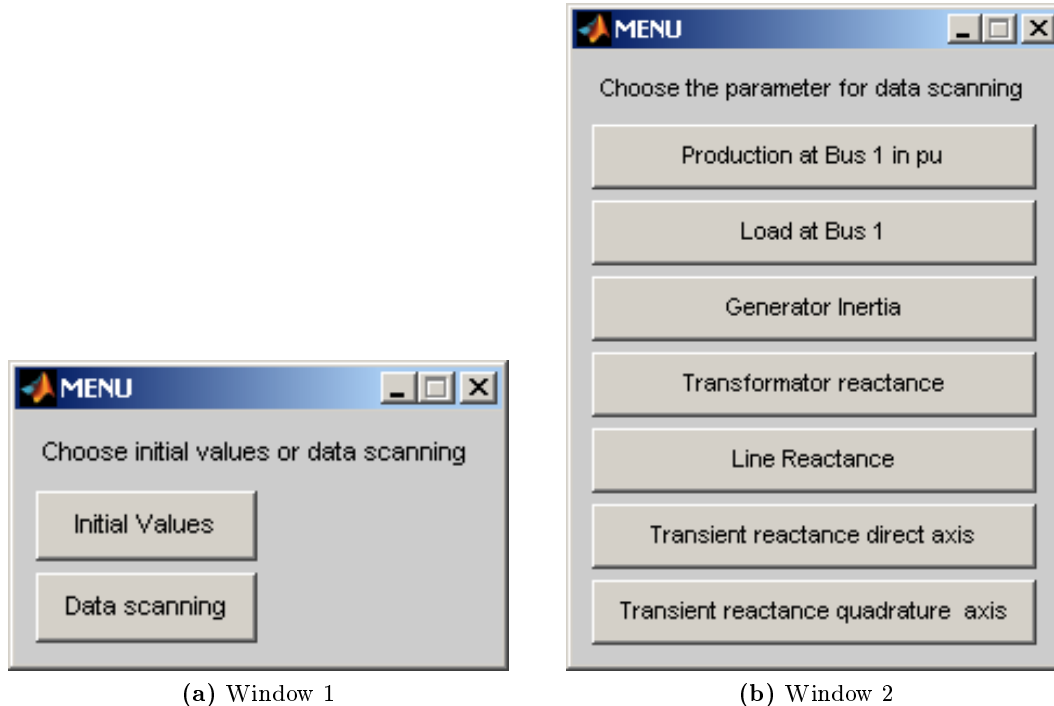 MENU
Choose initial values or data scanning
Initial Values
Data scanning
(a) Window 1
MENU
Choose the parameter for data scanning
Production at Bus 1 in pu
Load at Bus 1
Generator Inertia
Transformator reactance
Line Reactance
Transient reactance direct axis
Transient reactance quadrature axis
(b) Window 2